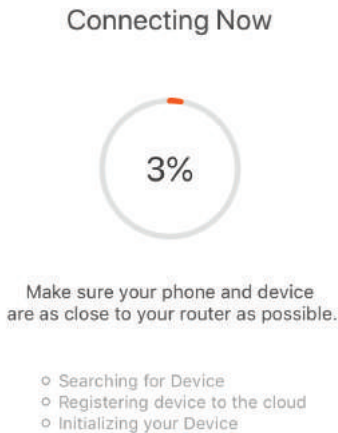 Connecting Now
3%
Make sure your phone and device
are as close to your router as possible.
Searching for Device
Registering device to the cloud
Initializing your Device